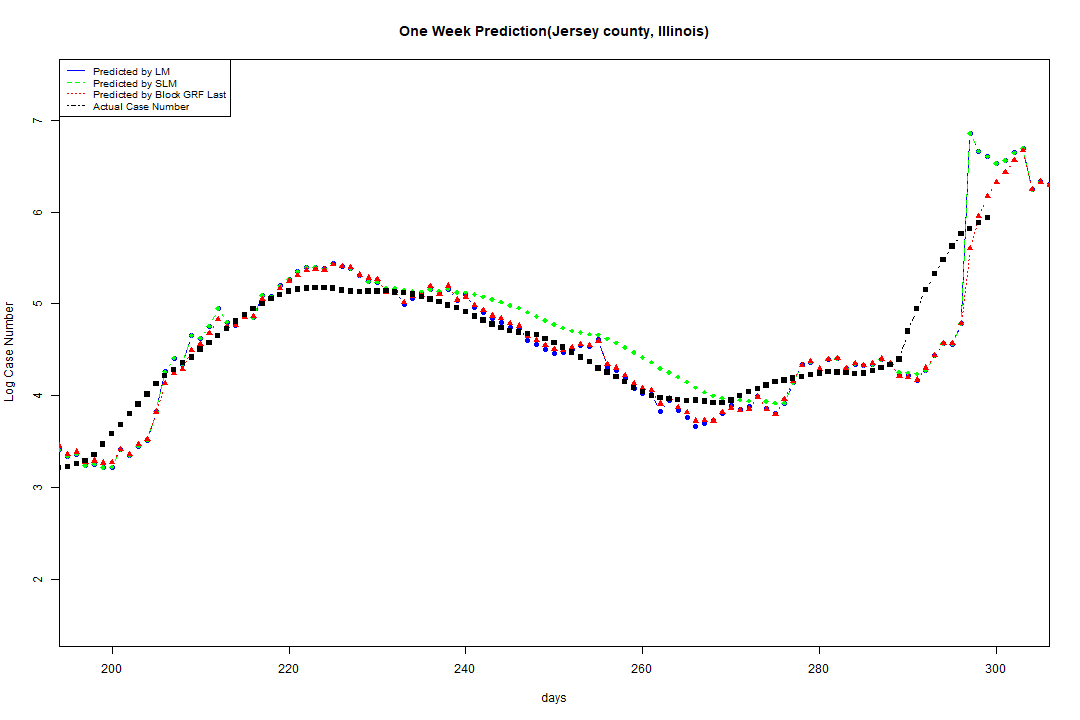 One Week Prediction(Jersey county, Illinois)
Predicted by LM
Predicted by SLM
Predicted by Block GRF Last
Actual Case Number
Log Case Number
7
6
5
4
3
2
200 220 240 260 280 300
days